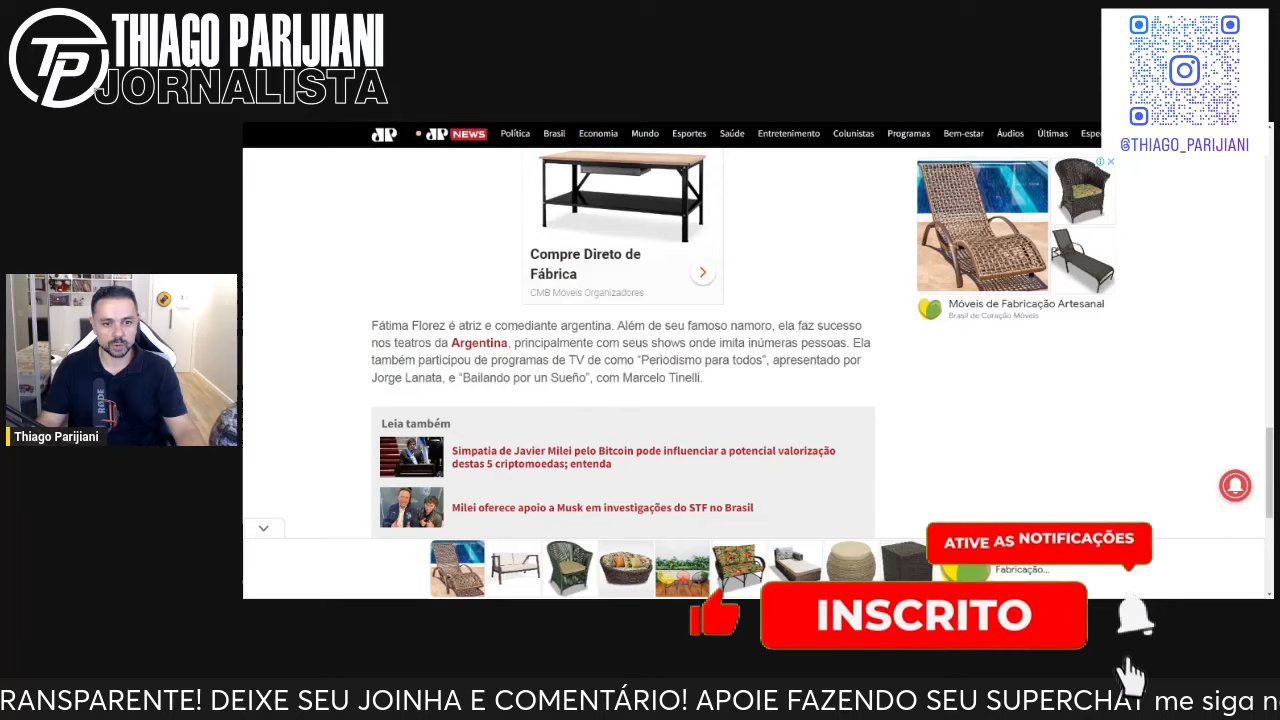 TP
THIAGO PARIJIANI
JORNALISTA
@THIAGO_PARIJIANI
JP
JP NEWS
Política Brasil Economia Mundo Esportes Saúde Entretenimento Colunistas Programas Bem-estar Áudios Últimas Espec
Compre Direto de
Fábrica
CMB Móveis Organizadores
Móveis de Fabricação Artesanal
Brasil de Coração Móveis
Fátima Florez é atriz e comediante argentina. Além de seu famoso namoro, ela faz sucesso
nos teatros da Argentina, principalmente com seus shows onde imita inúmeras pessoas. Ela
também participou de programas de TV de como “Periodismo para todos”, apresentado por
Jorge Lanata, e “Bailando por un Sueño”, com Marcelo Tinelli.
Leia também
Simpatia de Javier Milei pelo Bitcoin pode influenciar a potencial valorização
destas 5 criptomoedas; entenda
Milei oferece apoio a Musk em investigações do STF no Brasil
RODE
Thiago Parijiani
ATIVE AS NOTIFICAÇÕES
Fabricação...
INSCRITO
RANSPARENTE! DEIXE SEU JOINHA E COMENTÁRIO! APOIE FAZENDO SEU SUPERCHAT me siga n